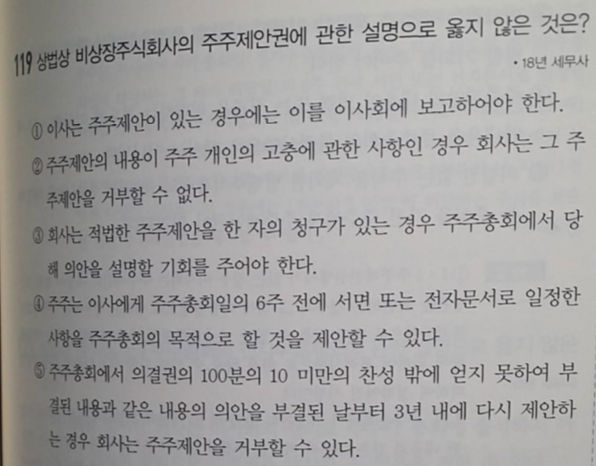 119 상법상 비상장주식회사의 주주제안권에 관한 설명으로 옳지 않은 것은?
• 18년 세무사
① 이사는 주주제안이 있는 경우에는 이를 이사회에 보고하어야 한다.
② 주주제안의 내용이 주주 개인의 고충에 관한 사항인 경우 회사는 그 주
주제안을 거부할 수 없다.
③ 회사는 적법한 주주제안을 한 자의 청구가 있는 경우 주주총회에서 당
해 의안을 설명할 기회를 주어야 한다.
④ 주주는 이사에게 주주총회일의 6주 전에 서면 또는 전자문서로 일정한
사항을 주주총회의 목적으로 할 것을 제안할 수 있다.
⑤ 주주총회에서 의결권의 100분의 10 미만의 찬성 밖에 얻지 못하여 부
결된 내용과 같은 내용의 의안을 부결된 날부터 3년 내에 다시 제안하
는 경우 회사는 주주제안을 거부할 수 있다.